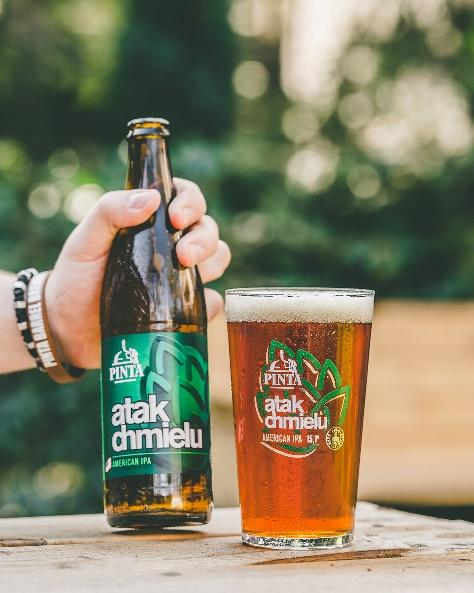 PINTA
atak
chmielu
AMERICAN IPA
PINTA
atak
chmielu
AMERICAN IPA 15,1°